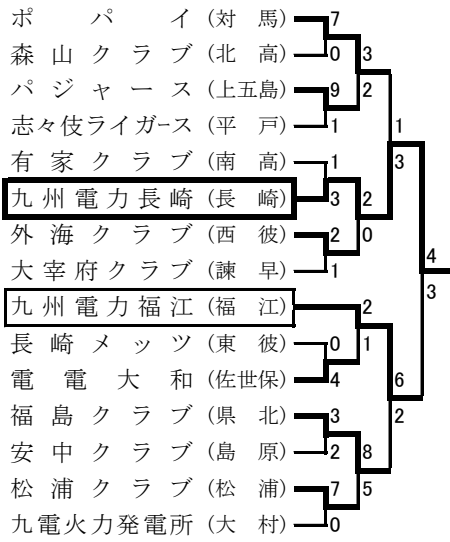 ポパイ(対馬) 7
3
森山クラブ(北高) 0
パジャース(上五島) 9
2
志々伎ライガース(平戸) 1
1
有家クラブ(南高) 1
3
九州電力長崎(長崎) 3
2
外海クラブ(西彼) 2
0
大宰府クラブ(諫早) 1
4
3
九州電力福江(福江)
2
長崎メッツ(東彼) 0
1
電電大和(佐世保) 4
6
福島クラブ(県北) 3
2
安中クラブ(島原) 2
8
松浦クラブ(松浦) 7
5
九電火力発電所(大村) 0